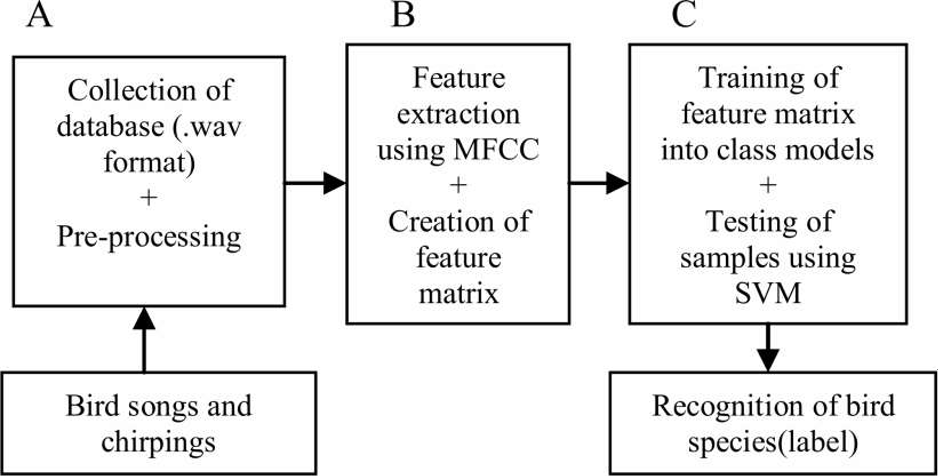 A
Collection of
database (.wav
format)
+
Pre-processing
B
Feature
extraction
using MFCC
+
Creation of
feature
matrix
C
Training of
feature matrix
into class models
+
Testing of
samples using
SVM
Bird songs and
chirpings
Recognition of bird
species(label)